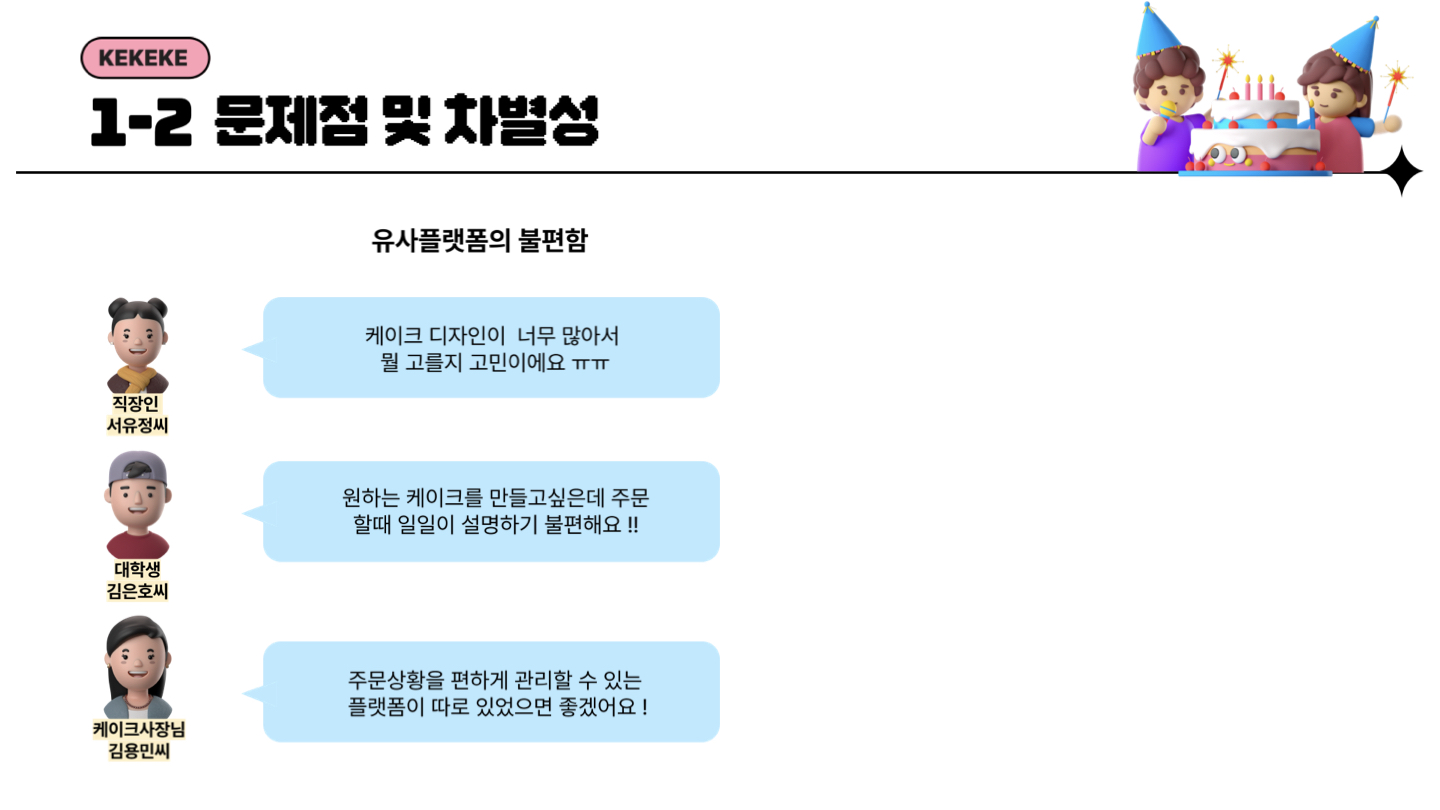 KEKEKE
1-2 문제점 및 차별성
유사플랫폼의 불편함
케이크 디자인이  너무 많아서
뭘 고를지 고민이에요 ㅠㅠ
직장인
서유정씨
원하는 케이크를 만들고싶은데 주문
할때 일일이 설명하기 불편해요 !!
대학생
김은호씨
주문상황을 편하게 관리할 수 있는
플랫폼이 따로 있었으면 좋겠어요 !
케이크사장님
김용민씨